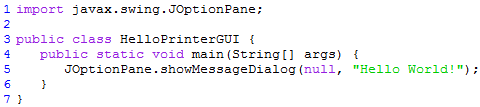 1 import javax.swing.JOptionPane;
2
3 public class HelloPrinterGUI {
4    public static void main(String[] args) {
5       JOptionPane.showMessageDialog(null, "Hello World!");
6    }
7 }